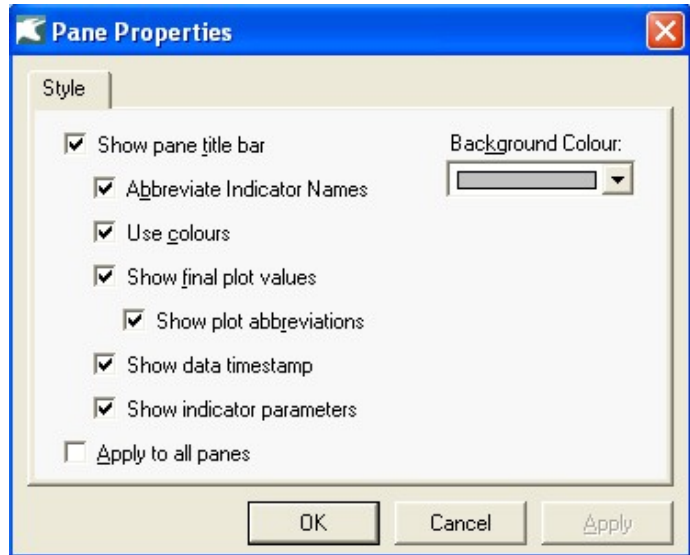 Pane Properties
Style
Show pane title bar
Background Colour:
Abbreviate Indicator Names
Use colours
Show final plot values
Show plot abbreviations
Show data timestamp
Show indicator parameters
Apply to all panes
OK
Cancel
Apply